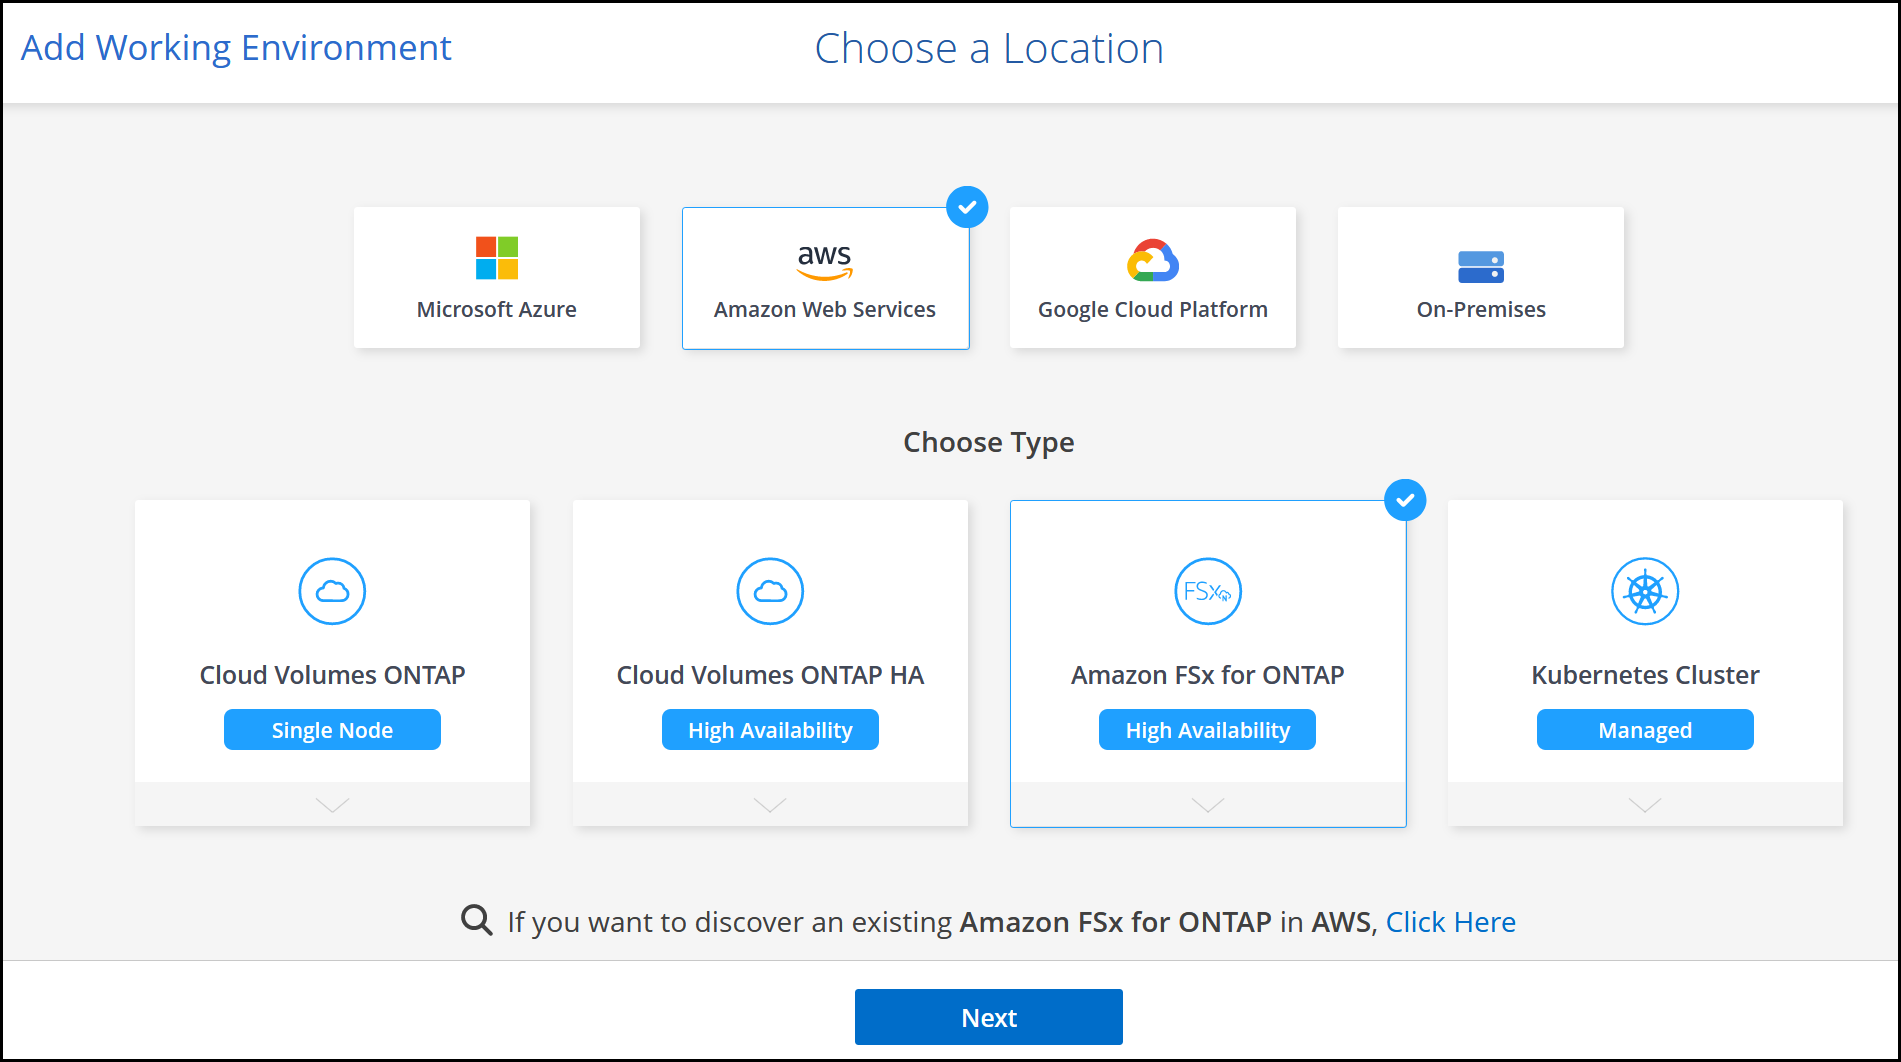 Add Working Environment
Choose a Location
Microsoft Azure
aws
Amazon Web Services
Google Cloud Platform
On-Premises
Choose Type
Cloud Volumes ONTAP
Single Node
Cloud Volumes ONTAP HA
High Availability
FSx
Amazon FSx for ONTAP
High Availability
Kubernetes Cluster
Managed
If you want to discover an existing Amazon FSx for ONTAP in AWS, Click Here
Next